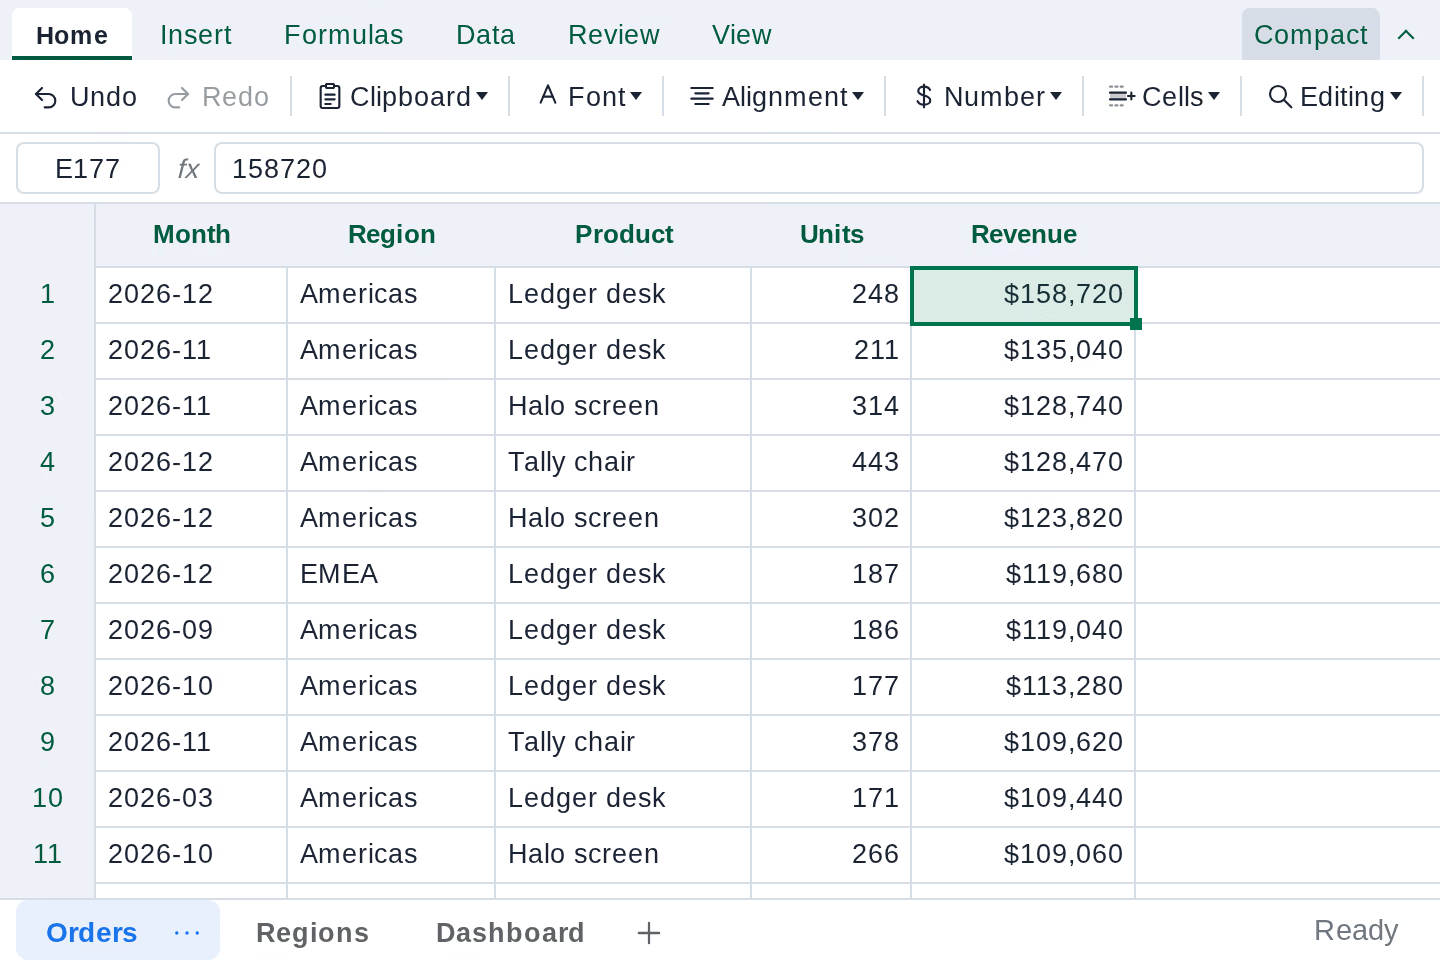 Home Insert Formulas Data Review View Compact
Undo Redo Clipboard Font Alignment Number Cells Editing
E177 fx 158720
Month Region Product Units Revenue
1 2026-12 Americas Ledger desk 248 $158,720
2 2026-11 Americas Ledger desk 211 $135,040
3 2026-11 Americas Halo screen 314 $128,740
4 2026-12 Americas Tally chair 443 $128,470
5 2026-12 Americas Halo screen 302 $123,820
6 2026-12 EMEA Ledger desk 187 $119,680
7 2026-09 Americas Ledger desk 186 $119,040
8 2026-10 Americas Ledger desk 177 $113,280
9 2026-11 Americas Tally chair 378 $109,620
10 2026-03 Americas Ledger desk 171 $109,440
11 2026-10 Americas Halo screen 266 $109,060
Orders ··· Regions Dashboard + Ready